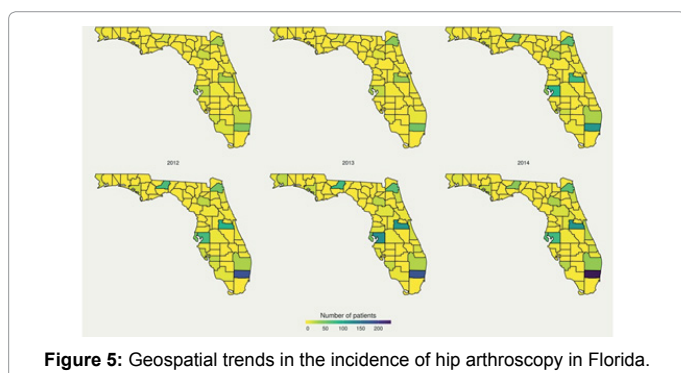 2012 2013 2014
Number of patients
0 50 100 150 200
Figure 5: Geospatial trends in the incidence of hip arthroscopy in Florida.